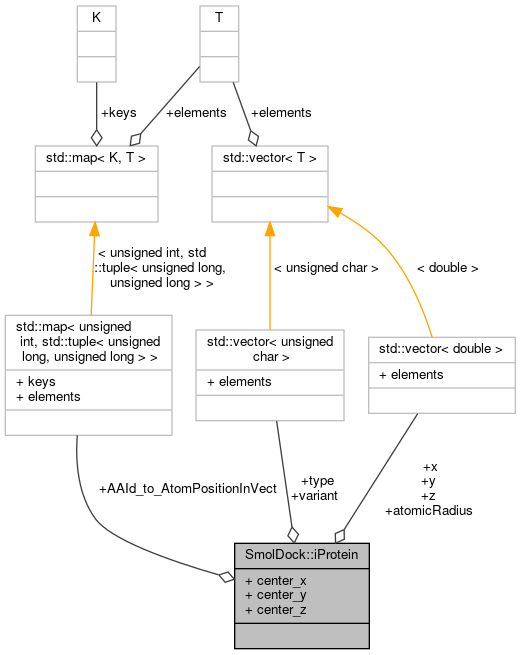 K
T
+keys
+elements
+elements
std::map< K, T >
std::vector< T >
< unsigned int, std
::tuple< unsigned long,
unsigned long > >
< unsigned char >
< double >
std::map< unsigned
int, std::tuple< unsigned
long, unsigned long > >
+ keys
+ elements
std::vector< unsigned
char >
+ elements
std::vector< double >
+ elements
+AAId_to_AtomPositionInVect
+type
+variant
+x
+y
+z
+atomicRadius
SmolDock::iProtein
+ center_x
+ center_y
+ center_z